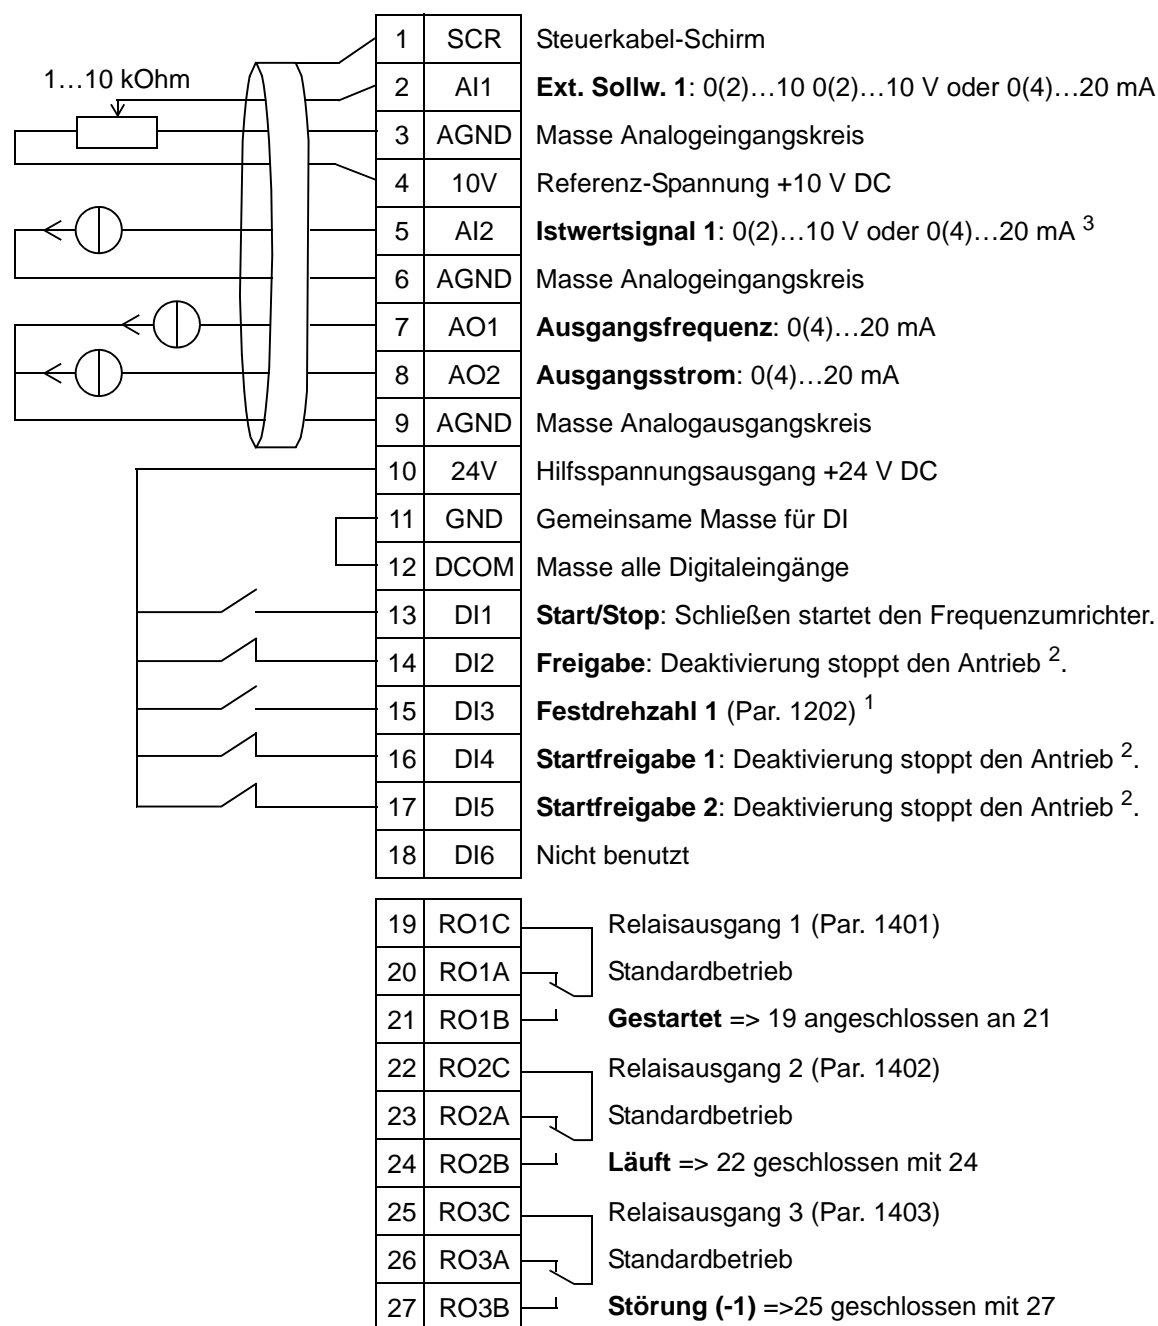 1 SCR Steuerkabel-Schirm
1…10 kOhm
2 AI1 Ext. Sollw. 1: 0(2)…10 0(2)…10 V oder 0(4)…20 mA
3 AGND Masse Analogeingangskreis
4 10V Referenz-Spannung +10 V DC
5 AI2 Istwertsignal 1: 0(2)…10 V oder 0(4)…20 mA 3
6 AGND Masse Analogeingangskreis
7 AO1 Ausgangsfrequenz: 0(4)…20 mA
8 AO2 Ausgangsstrom: 0(4)…20 mA
9 AGND Masse Analogausgangskreis
10 24V Hilfsspannungsausgang +24 V DC
11 GND Gemeinsame Masse für DI
12 DCOM Masse alle Digitaleingänge
13 DI1 Start/Stop: Schließen startet den Frequenzumrichter.
14 DI2 Freigabe: Deaktivierung stoppt den Antrieb 2.
15 DI3 Festdrehzahl 1 (Par. 1202) 1
16 DI4 Startfreigabe 1: Deaktivierung stoppt den Antrieb 2.
17 DI5 Startfreigabe 2: Deaktivierung stoppt den Antrieb 2.
18 DI6 Nicht benutzt
19 RO1C Relaisausgang 1 (Par. 1401)
20 RO1A Standardbetrieb
21 RO1B Gestartet => 19 angeschlossen an 21
22 RO2C Relaisausgang 2 (Par. 1402)
23 RO2A Standardbetrieb
24 RO2B Läuft => 22 geschlossen mit 24
25 RO3C Relaisausgang 3 (Par. 1403)
26 RO3A Standardbetrieb
27 RO3B Störung (-1) =>25 geschlossen mit 27